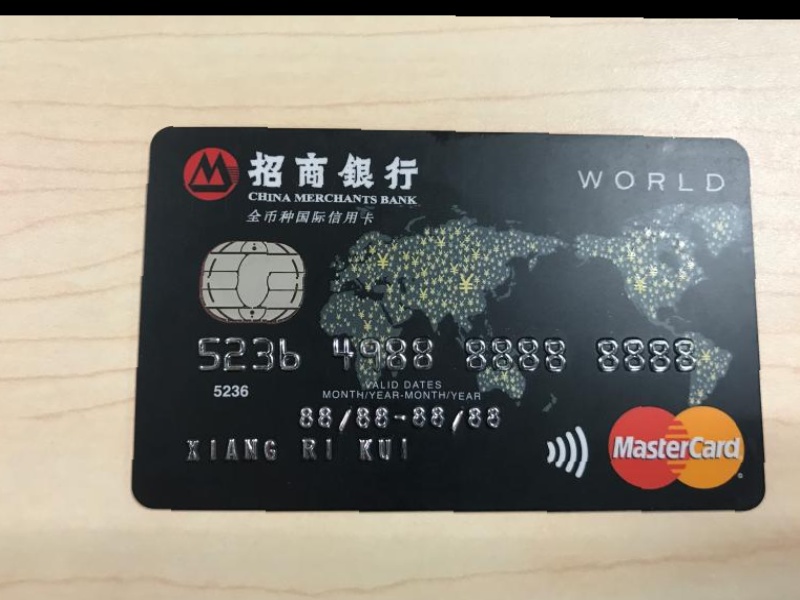 招商銀行
CHINA MERCHANTS BANK
全币种国际信用卡
WORLD
5236 4988 8888 8888
5236
VALID DATES
MONTH/YEAR-MONTH/YEAR
88/88-88/88
XIANG RI KUI
MasterCard